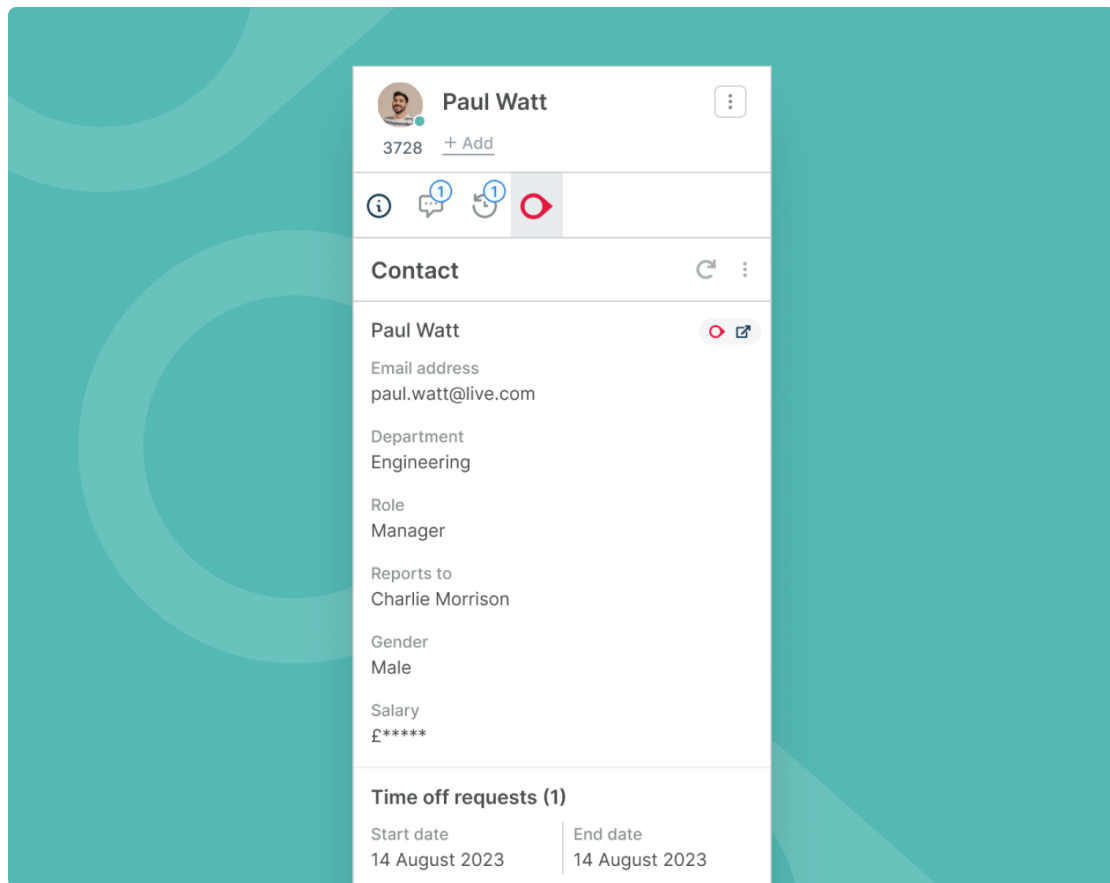 Paul Watt
3728 + Add
1 1
Contact
Paul Watt
Email address
paul.watt@live.com
Department
Engineering
Role
Manager
Reports to
Charlie Morrison
Gender
Male
Salary
£*****
Time off requests (1)
Start date End date
14 August 2023 14 August 2023